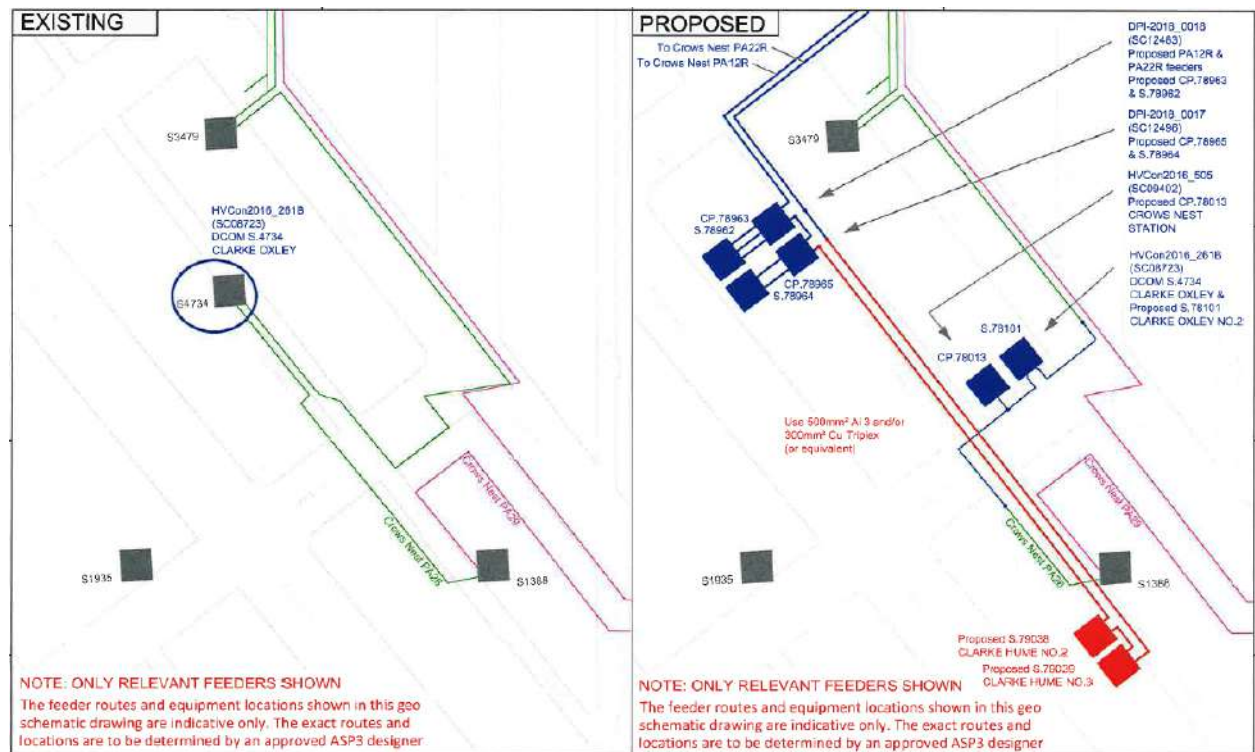 EXISTING
S3479
HVCon2016_261B
(SC08723)
DCOM S.4734
CLARKE OXLEY
S4734
Crows Nest PA29
Crows Nest PA26
S1935
S1388
NOTE: ONLY RELEVANT FEEDERS SHOWN
The feeder routes and equipment locations shown in this geo
schematic drawing are indicative only. The exact routes and
locations are to be determined by an approved ASP3 designer
PROPOSED
To Crows Nest PA22R
To Crows Nest PA12R
S3479
DPI-2018_0018
(SC12463)
Proposed PA12R &
PA22R feeders
Proposed CP.78963
& S.78962
DPI-2018_0017
(SC12496)
Proposed CP.78965
& S.78964
HVCon2016_505
(SC09402)
Proposed CP.78013
CROWS NEST
STATION
HVCon2016_261B
(SC08723)
DCOM S.4734
CLARKE OXLEY &
Proposed S.78101
CLARKE OXLEY NO.2
CP.78963
S.78962
CP.78965
S.78964
S.78101
CP.78013
Use 500mm² Al 3 and/or
300mm² Cu Triplex
(or equivalent)
Crows Nest PA29
Crows Nest PA26
S1935
S1388
Proposed S.79038
CLARKE HUME NO.2
Proposed S.79039
CLARKE HUME NO.3
NOTE: ONLY RELEVANT FEEDERS SHOWN
The feeder routes and equipment locations shown in this geo
schematic drawing are indicative only. The exact routes and
locations are to be determined by an approved ASP3 designer